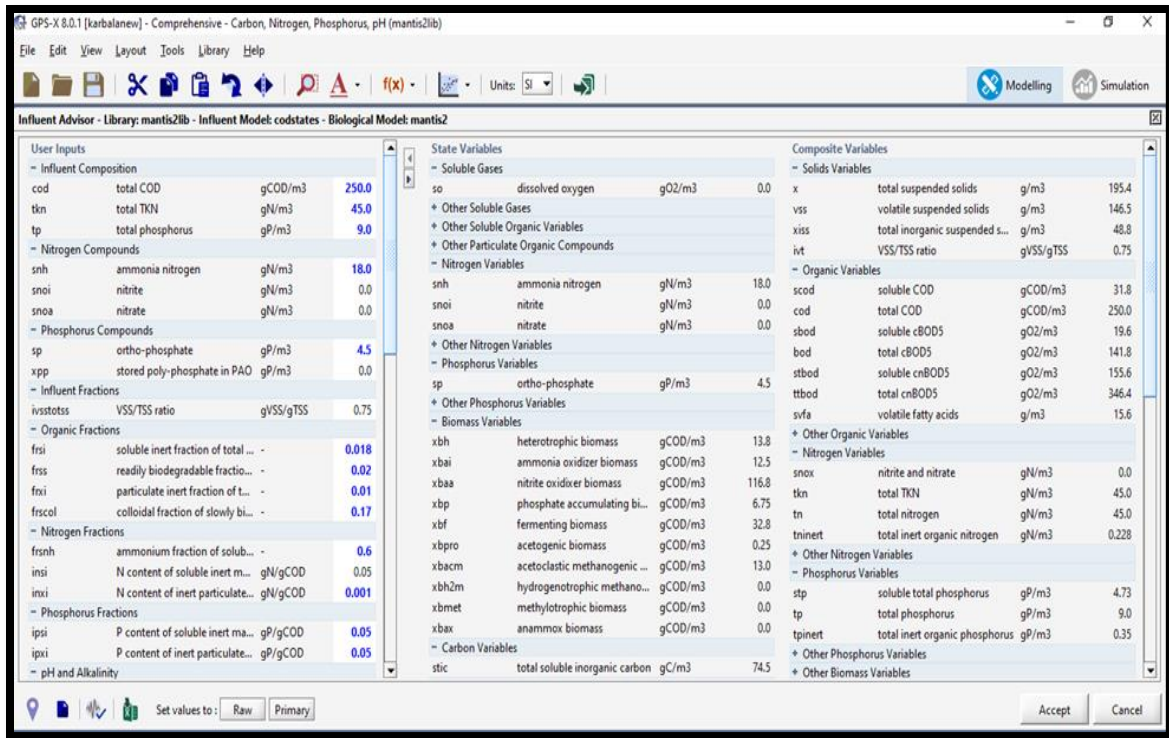 GPS-X 8.0.1 [karbalanew] - Comprehensive - Carbon, Nitrogen, Phosphorus, pH (mantis2lib)
File Edit View Layout Tools Library Help
A f(x) Units: SI Modelling Simulation
Influent Advisor - Library: mantis2lib - Influent Model: codstates - Biological Model: mantis2
User Inputs
- Influent Composition
cod total COD gCOD/m3 250.0
tkn total TKN gN/m3 45.0
tp total phosphorus gP/m3 9.0
- Nitrogen Compounds
snh ammonia nitrogen gN/m3 18.0
snoi nitrite gN/m3 0.0
snoa nitrate gN/m3 0.0
- Phosphorus Compounds
sp ortho-phosphate gP/m3 4.5
xpp stored poly-phosphate in PAO gP/m3 0.0
- Influent Fractions
ivsstotss VSS/TSS ratio gVSS/gTSS 0.75
- Organic Fractions
frsi soluble inert fraction of total ... - 0.018
frss readily biodegradable fractio... - 0.02
frxi particulate inert fraction of t... - 0.01
frscol colloidal fraction of slowly bi... - 0.17
- Nitrogen Fractions
frsnh ammonium fraction of solub... - 0.6
insi N content of soluble inert m... gN/gCOD 0.05
inxi N content of inert particulate... gN/gCOD 0.001
- Phosphorus Fractions
ipsi P content of soluble inert ma... gP/gCOD 0.05
ipxi P content of inert particulate... gP/gCOD 0.05
- pH and Alkalinity
State Variables
- Soluble Gases
so dissolved oxygen gO2/m3 0.0
+ Other Soluble Gases
+ Other Soluble Organic Variables
+ Other Particulate Organic Compounds
- Nitrogen Variables
snh ammonia nitrogen gN/m3 18.0
snoi nitrite gN/m3 0.0
snoa nitrate gN/m3 0.0
+ Other Nitrogen Variables
- Phosphorus Variables
sp ortho-phosphate gP/m3 4.5
+ Other Phosphorus Variables
- Biomass Variables
xbh heterotrophic biomass gCOD/m3 13.8
xbai ammonia oxidizer biomass gCOD/m3 12.5
xbaa nitrite oxidixer biomass gCOD/m3 116.8
xbp phosphate accumulating bi... gCOD/m3 6.75
xbf fermenting biomass gCOD/m3 32.8
xbpro acetogenic biomass gCOD/m3 0.25
xbacm acetoclastic methanogenic ... gCOD/m3 13.0
xbh2m hydrogenotrophic methano... gCOD/m3 0.0
xbmet methylotrophic biomass gCOD/m3 0.0
xbax anammox biomass gCOD/m3 0.0
- Carbon Variables
stic total soluble inorganic carbon gC/m3 74.5
Composite Variables
- Solids Variables
x total suspended solids g/m3 195.4
vss volatile suspended solids g/m3 146.5
xiss total inorganic suspended s... g/m3 48.8
ivt VSS/TSS ratio gVSS/gTSS 0.75
- Organic Variables
scod soluble COD gCOD/m3 31.8
cod total COD gCOD/m3 250.0
sbod soluble cBOD5 gO2/m3 19.6
bod total cBOD5 gO2/m3 141.8
stbod soluble cnBOD5 gO2/m3 155.6
ttbod total cnBOD5 gO2/m3 346.4
svfa volatile fatty acids g/m3 15.6
+ Other Organic Variables
- Nitrogen Variables
snox nitrite and nitrate gN/m3 0.0
tkn total TKN gN/m3 45.0
tn total nitrogen gN/m3 45.0
tninert total inert organic nitrogen gN/m3 0.228
+ Other Nitrogen Variables
- Phosphorus Variables
stp soluble total phosphorus gP/m3 4.73
tp total phosphorus gP/m3 9.0
tpinert total inert organic phosphorus gP/m3 0.35
+ Other Phosphorus Variables
+ Other Biomass Variables
Set values to : Raw Primary Accept Cancel